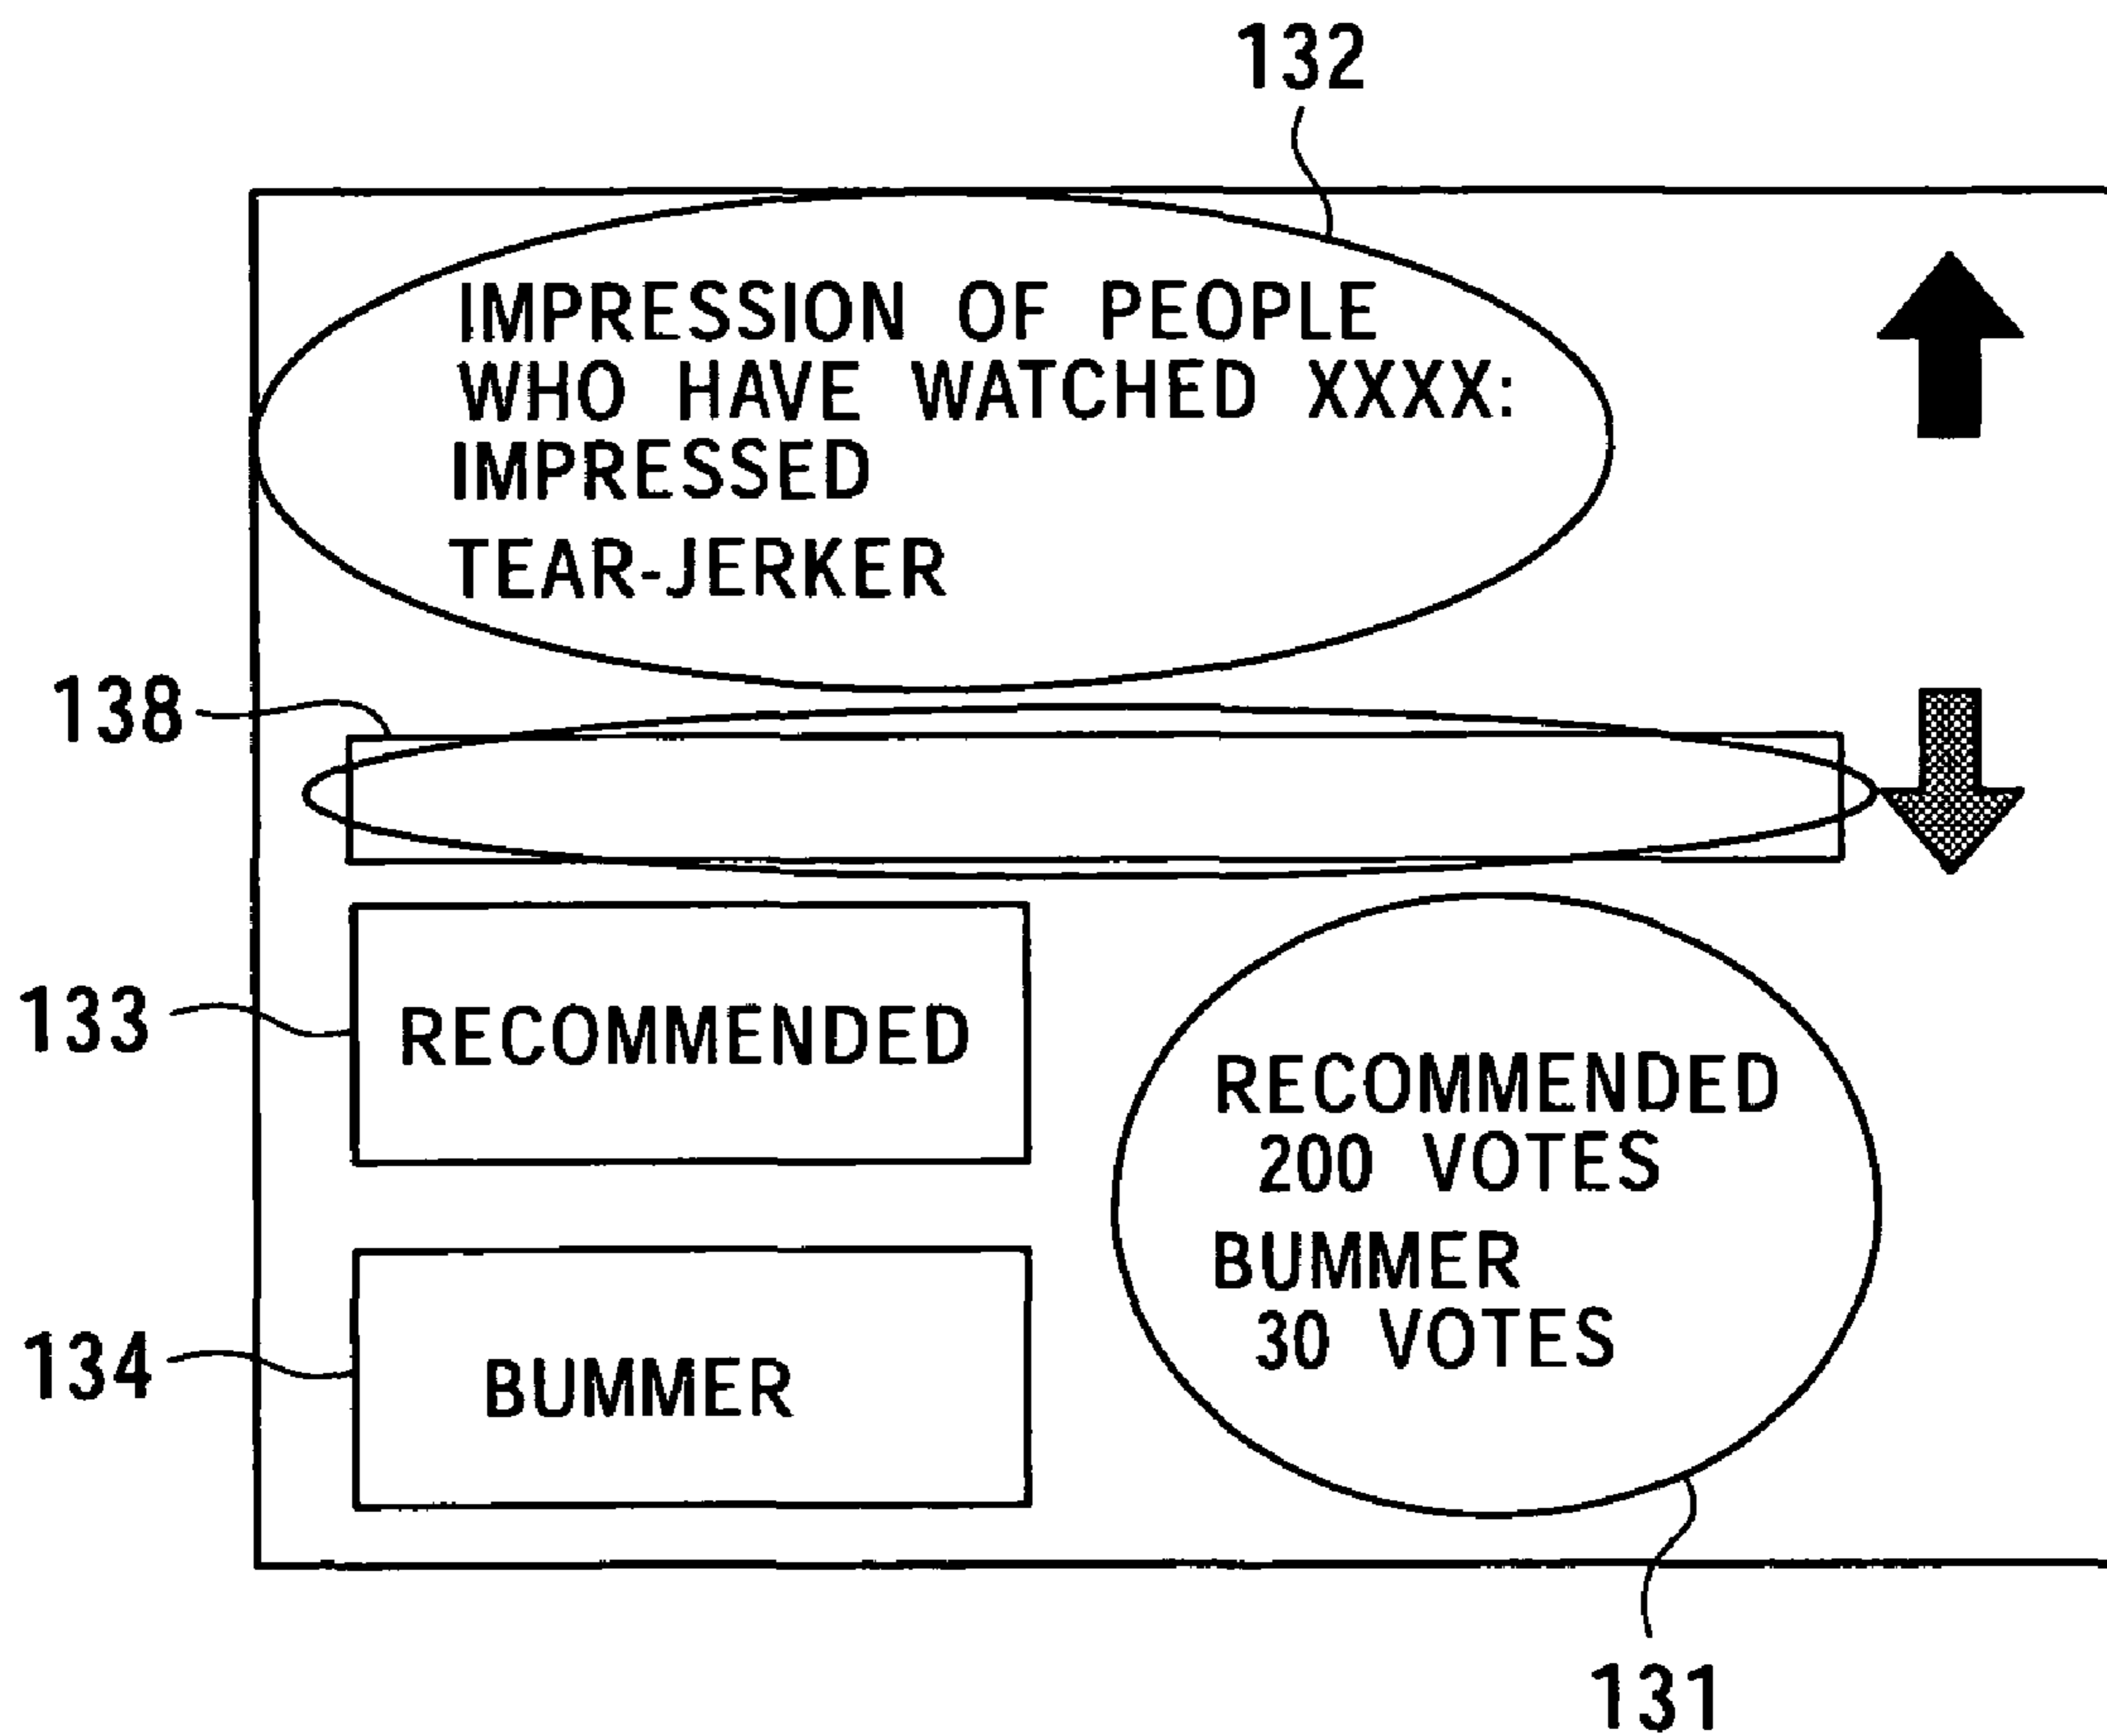 132
IMPRESSION OF PEOPLE
WHO HAVE WATCHED XXXX:
IMPRESSED
TEAR-JERKER
138
133
RECOMMENDED
RECOMMENDED
200 VOTES
BUMMER
30 VOTES
134
BUMMER
131